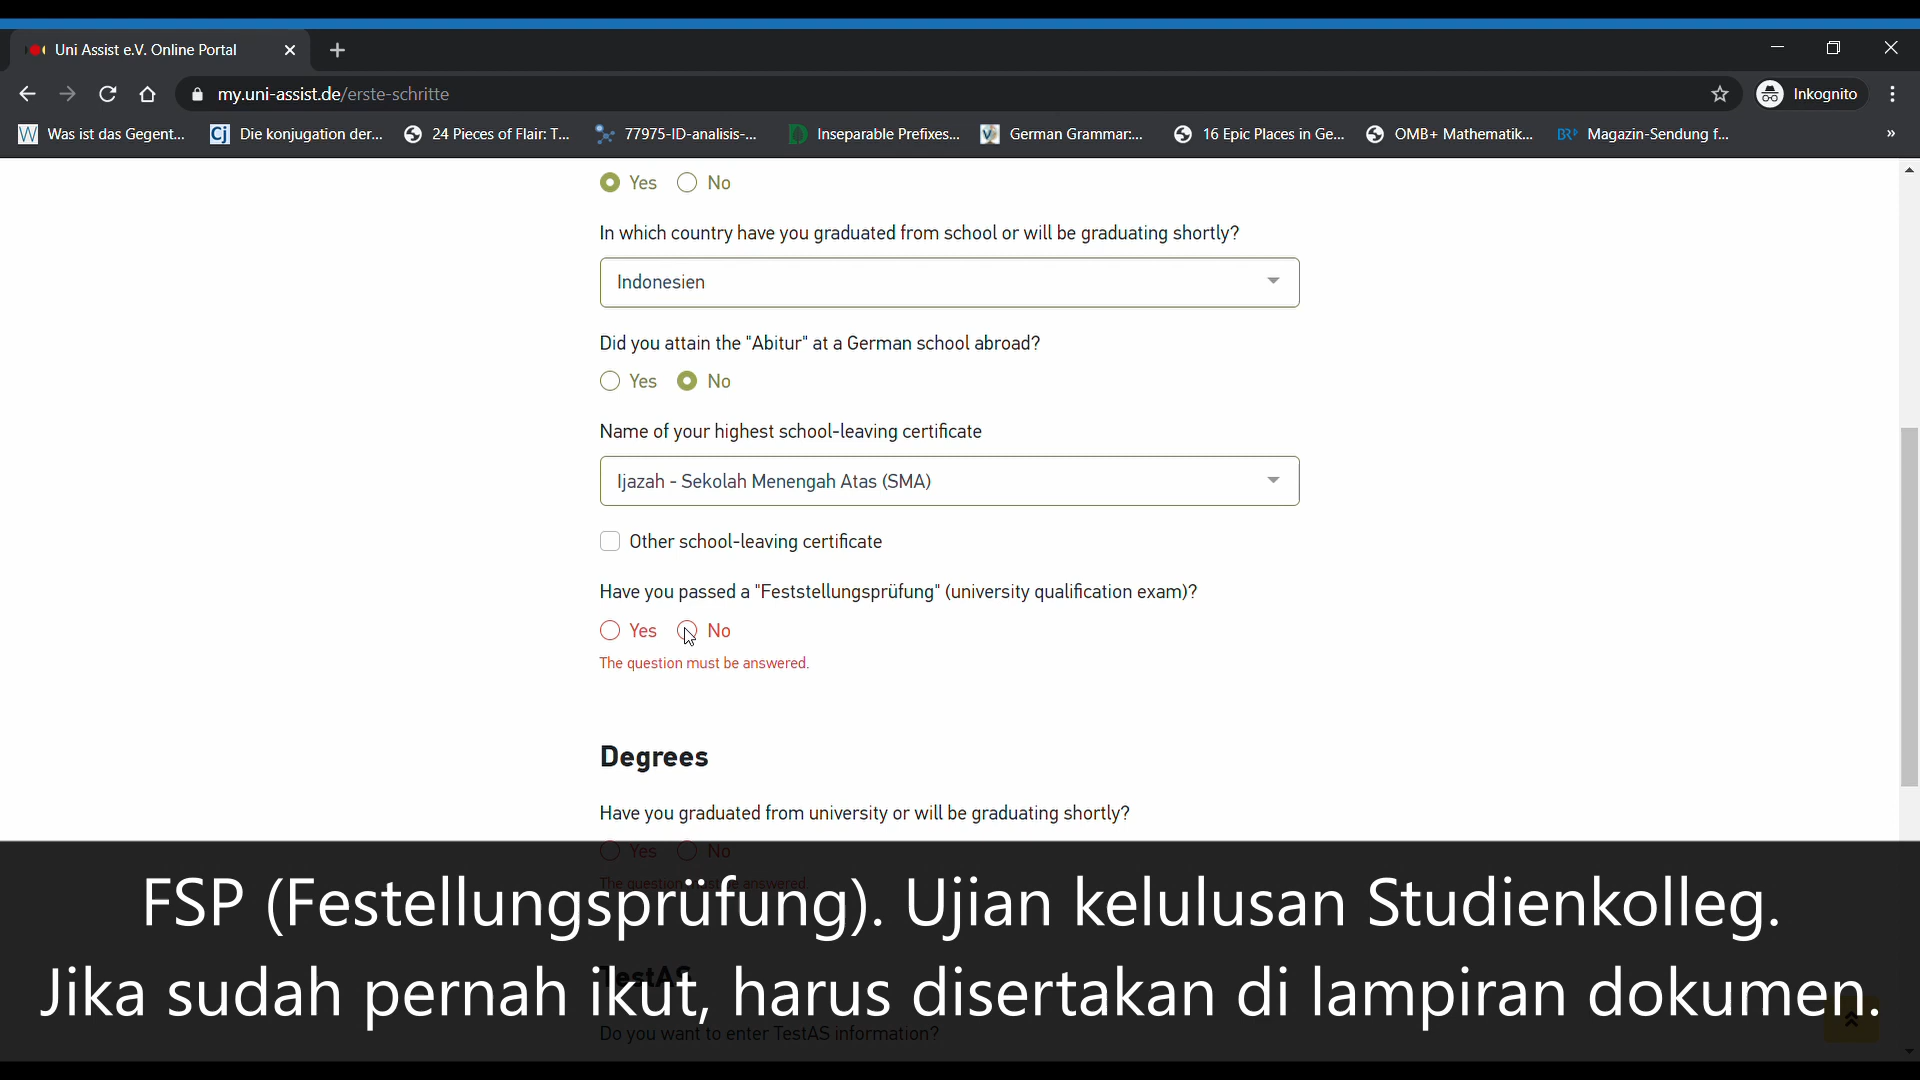 Uni Assist e.V. Online Portal
my.uni-assist.de/erste-schritte
Inkognito
Was ist das Gegent...
Die konjugation der...
24 Pieces of Flair: T...
77975-ID-analisis-...
Inseparable Prefixes...
German Grammar:...
16 Epic Places in Ge...
OMB+ Mathematik...
Magazin-Sendung f...
Yes No
In which country have you graduated from school or will be graduating shortly?
Indonesien
Did you attain the "Abitur" at a German school abroad?
Yes No
Name of your highest school-leaving certificate
Ijazah - Sekolah Menengah Atas (SMA)
Other school-leaving certificate
Have you passed a "Feststellungsprüfung" (university qualification exam)?
Yes No
The question must be answered.
Degrees
Have you graduated from university or will be graduating shortly?
Yes No
The question must be answered.
FSP (Festellungsprüfung). Ujian kelulusan Studienkolleg.
TestAS
Jika sudah pernah ikut, harus disertakan di lampiran dokumen.
Do you want to enter TestAS information?